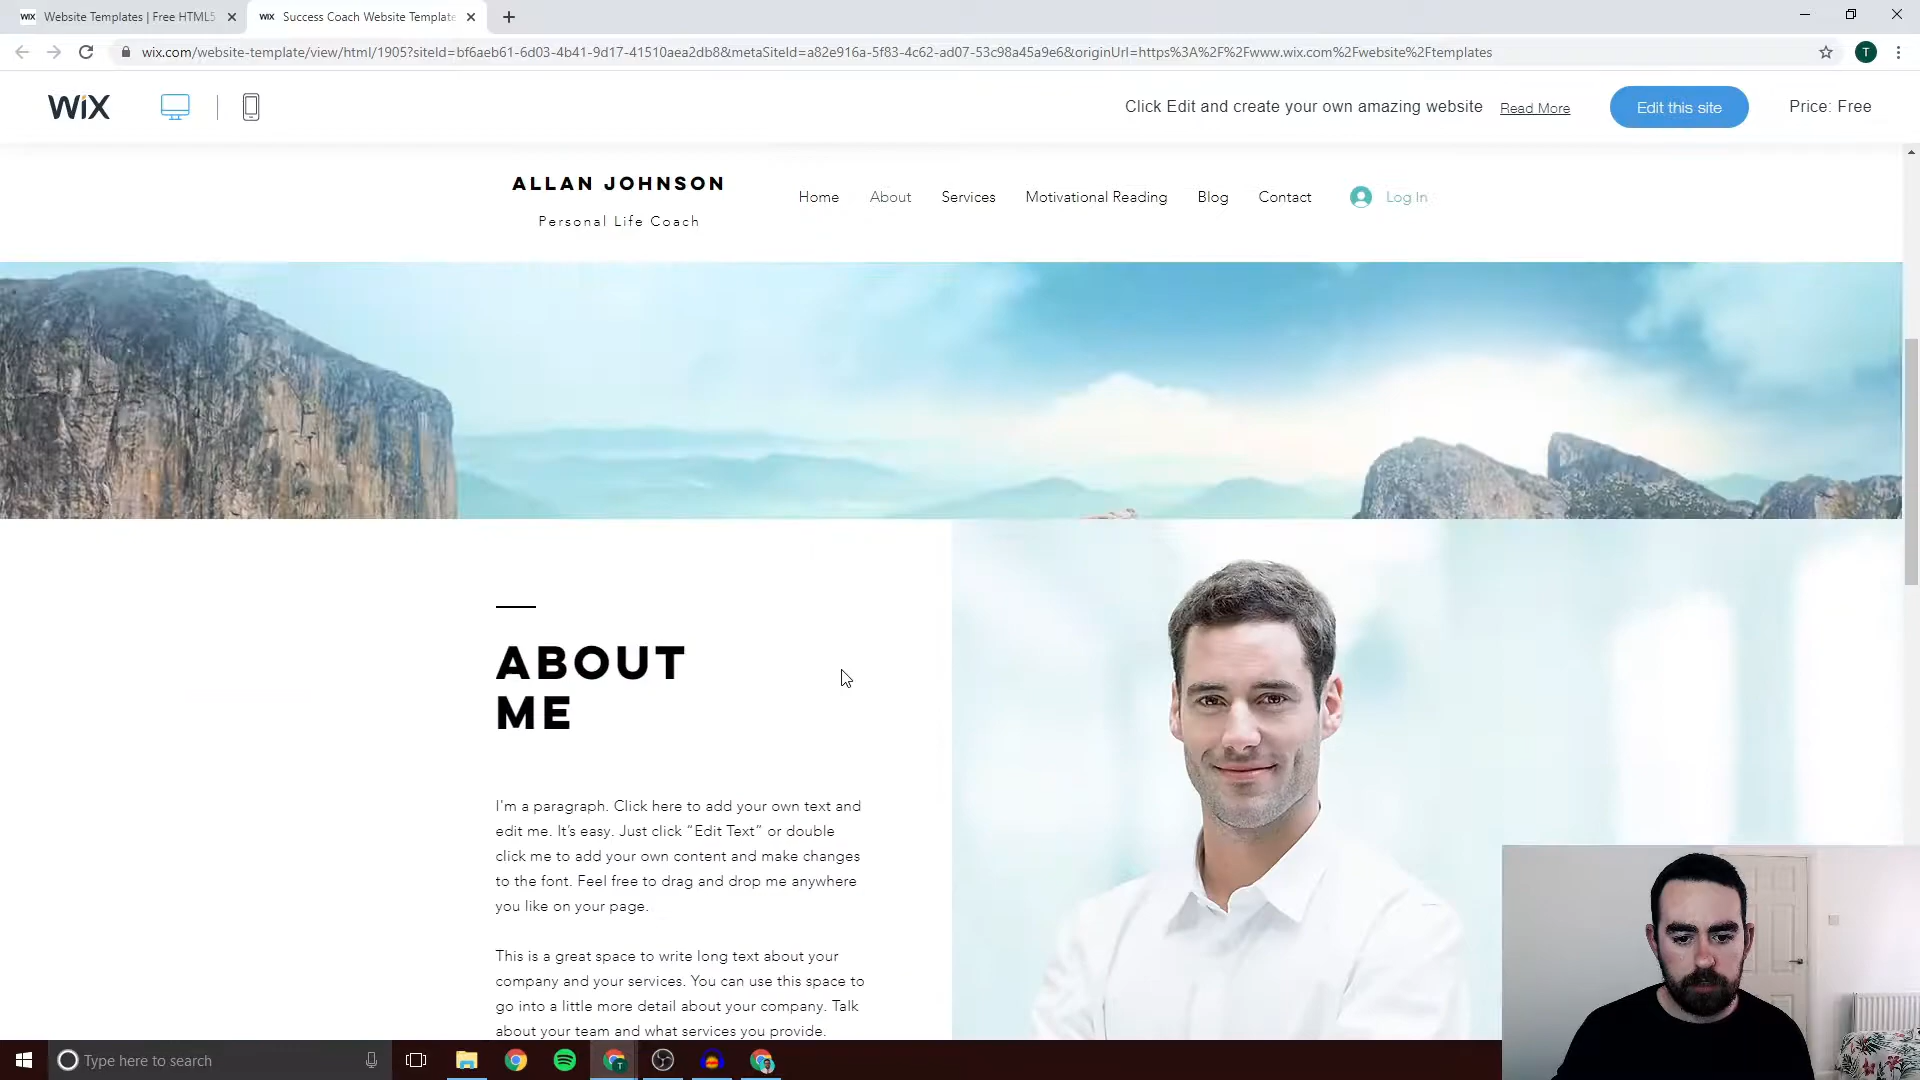 WIX Website Templates | Free HTML5
WIX Success Coach Website Template
wix.com/website-template/view/html/1905?siteId=bf6aeb61-6d03-4b41-9d17-41510aea2db8&metaSiteId=a82e916a-5f83-4c62-ad07-53c98a45a9e6&originUrl=https%3A%2F%2Fwww.wix.com%2Fwebsite%2Ftemplates
T
WiX
Click Edit and create your own amazing website Read More
Edit this site
Price: Free
ALLAN JOHNSON
Personal Life Coach
Home About Services Motivational Reading Blog Contact Log In
ABOUT
ME
I'm a paragraph. Click here to add your own text and
edit me. It’s easy. Just click “Edit Text” or double
click me to add your own content and make changes
to the font. Feel free to drag and drop me anywhere
you like on your page.
This is a great space to write long text about your
company and your services. You can use this space to
go into a little more detail about your company. Talk
about your team and what services you provide.
Type here to search